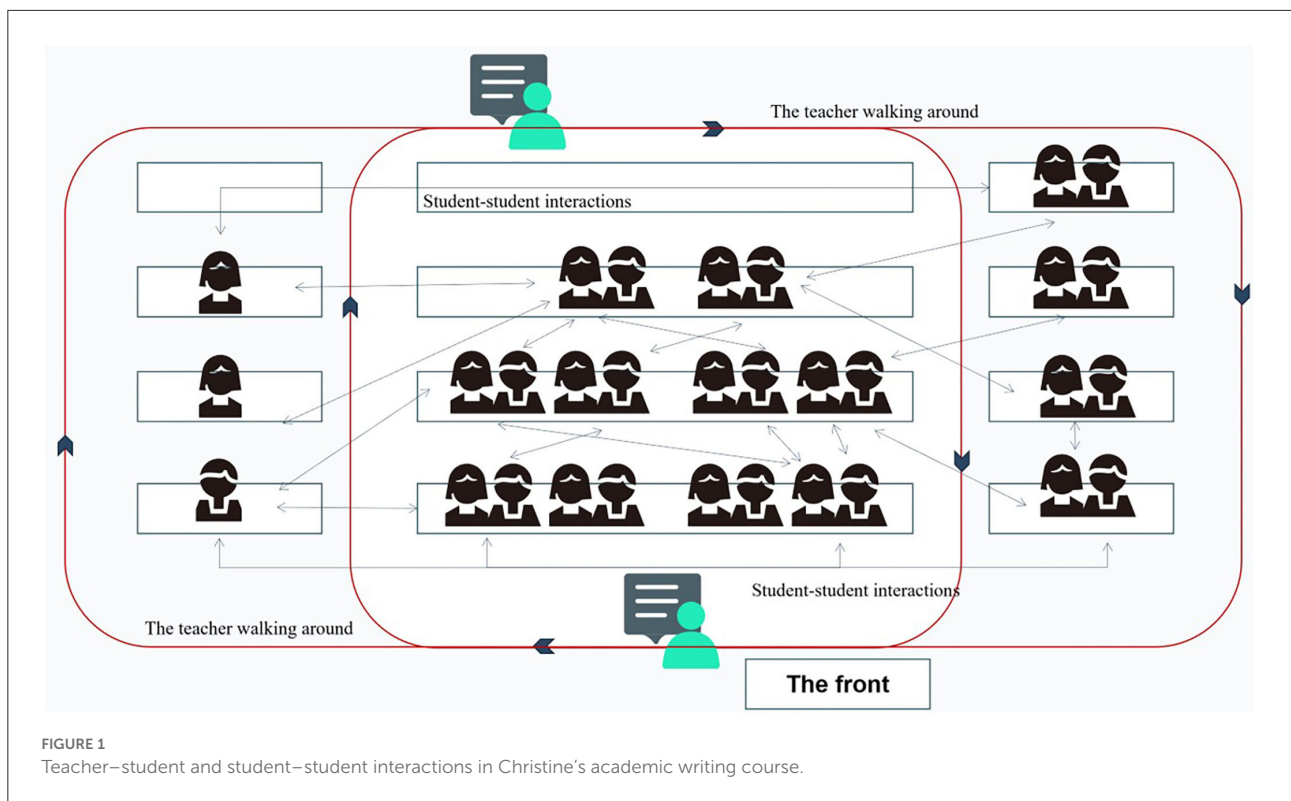 The teacher walking around
Student-student interactions
Student-student interactions
The teacher walking around
The front
FIGURE 1
Teacher–student and student–student interactions in Christine's academic writing course.